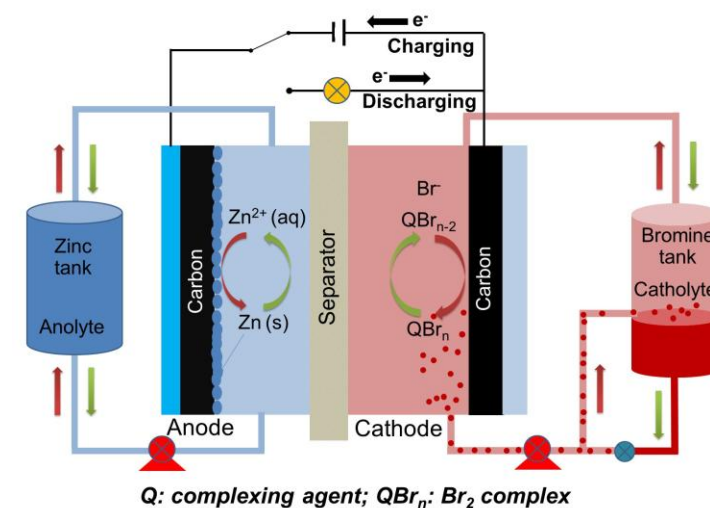 e-
Charging
e-
Discharging
Zinc
tank
Anolyte
Carbon
Zn2+ (aq)
Zn (s)
Separator
Br-
QBrn-2
QBrn
Carbon
Bromine
tank
Catholyte
Anode
Cathode
Q: complexing agent; QBrn: Br2 complex